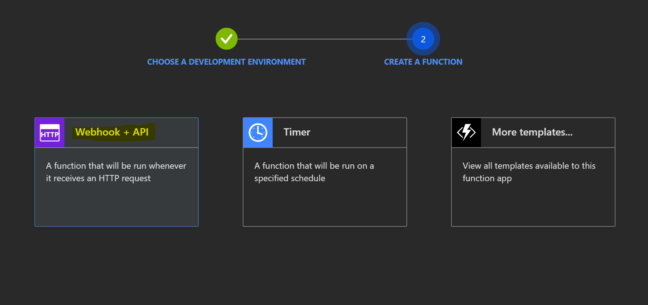 2
CHOOSE A DEVELOPMENT ENVIRONMENT
CREATE A FUNCTION
HTTP
Webhook + API
A function that will be run whenever
it receives an HTTP request
Timer
A function that will be run on a
specified schedule
More templates...
View all templates available to this
function app